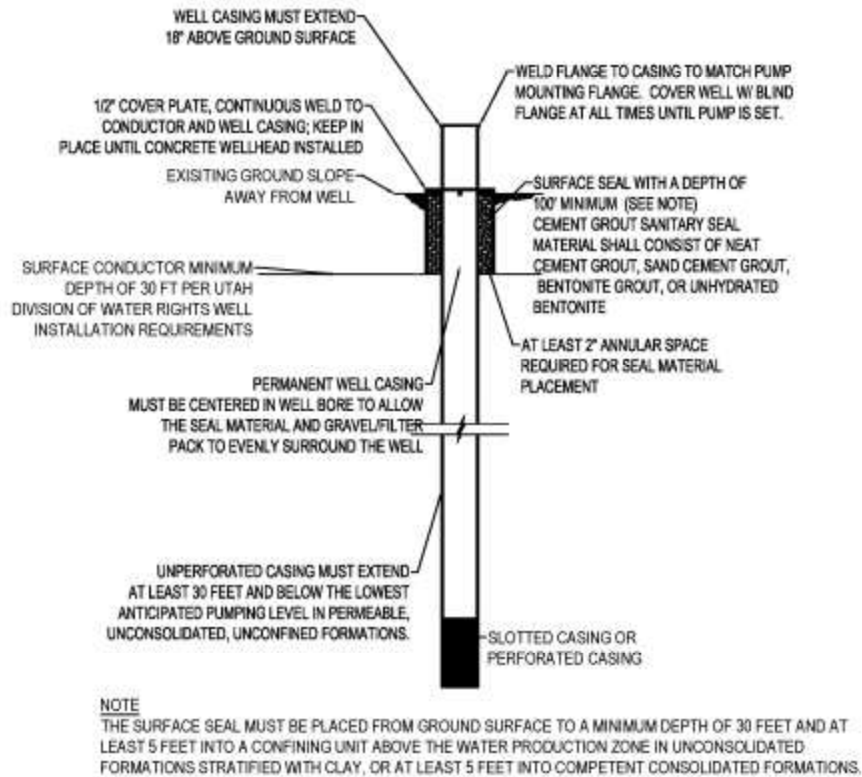 WELL CASING MUST EXTEND
18" ABOVE GROUND SURFACE
WELD FLANGE TO CASING TO MATCH PUMP
MOUNTING FLANGE. COVER WELL W/ BLIND
FLANGE AT ALL TIMES UNTIL PUMP IS SET.
1/2" COVER PLATE, CONTINUOUS WELD TO
CONDUCTOR AND WELL CASING; KEEP IN
PLACE UNTIL CONCRETE WELLHEAD INSTALLED
EXISITING GROUND SLOPE
AWAY FROM WELL
SURFACE SEAL WITH A DEPTH OF
100' MINIMUM (SEE NOTE)
CEMENT GROUT SANITARY SEAL
MATERIAL SHALL CONSIST OF NEAT
CEMENT GROUT, SAND CEMENT GROUT,
BENTONITE GROUT, OR UNHYDRATED
BENTONITE
SURFACE CONDUCTOR MINIMUM
DEPTH OF 30 FT PER UTAH
DIVISION OF WATER RIGHTS WELL
INSTALLATION REQUIREMENTS
AT LEAST 2" ANNULAR SPACE
REQUIRED FOR SEAL MATERIAL
PLACEMENT
PERMANENT WELL CASING
MUST BE CENTERED IN WELL BORE TO ALLOW
THE SEAL MATERIAL AND GRAVEL/FILTER
PACK TO EVENLY SURROUND THE WELL
UNPERFORATED CASING MUST EXTEND
AT LEAST 30 FEET AND BELOW THE LOWEST
ANTICIPATED PUMPING LEVEL IN PERMEABLE,
UNCONSOLIDATED, UNCONFINED FORMATIONS.
SLOTTED CASING OR
PERFORATED CASING
NOTE
THE SURFACE SEAL MUST BE PLACED FROM GROUND SURFACE TO A MINIMUM DEPTH OF 30 FEET AND AT
LEAST 5 FEET INTO A CONFINING UNIT ABOVE THE WATER PRODUCTION ZONE IN UNCONSOLIDATED
FORMATIONS STRATIFIED WITH CLAY, OR AT LEAST 5 FEET INTO COMPETENT CONSOLIDATED FORMATIONS.